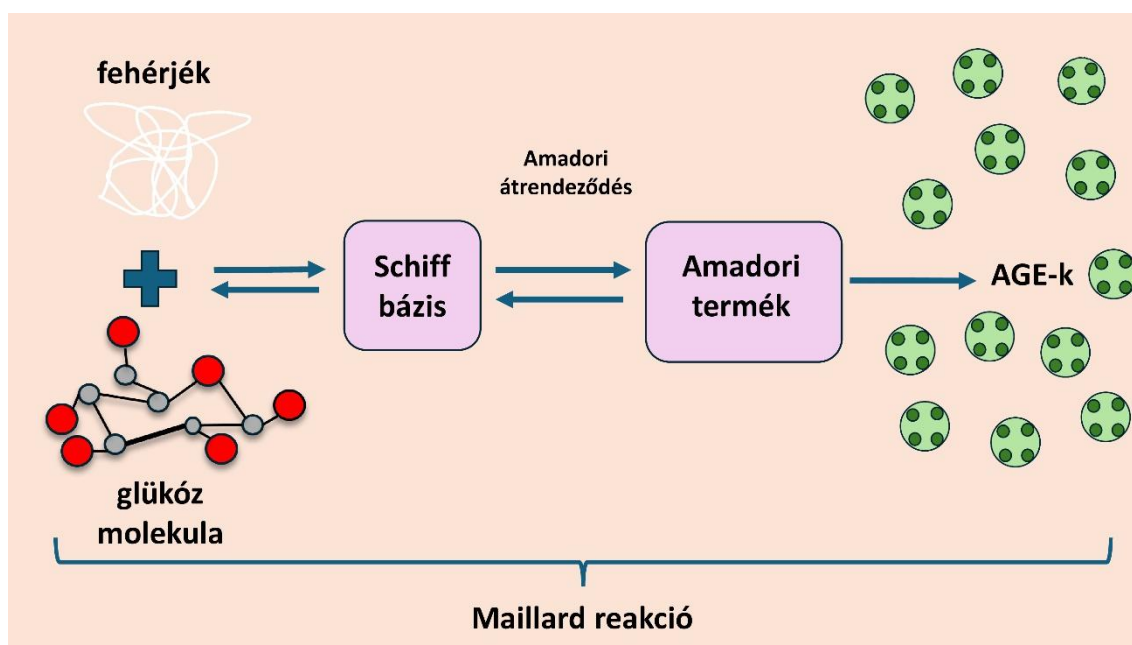 fehérjék
glükóz
molekula
Schiff
bázis
Amadori
átrendeződés
Amadori
termék
AGE-k
Maillard reakció